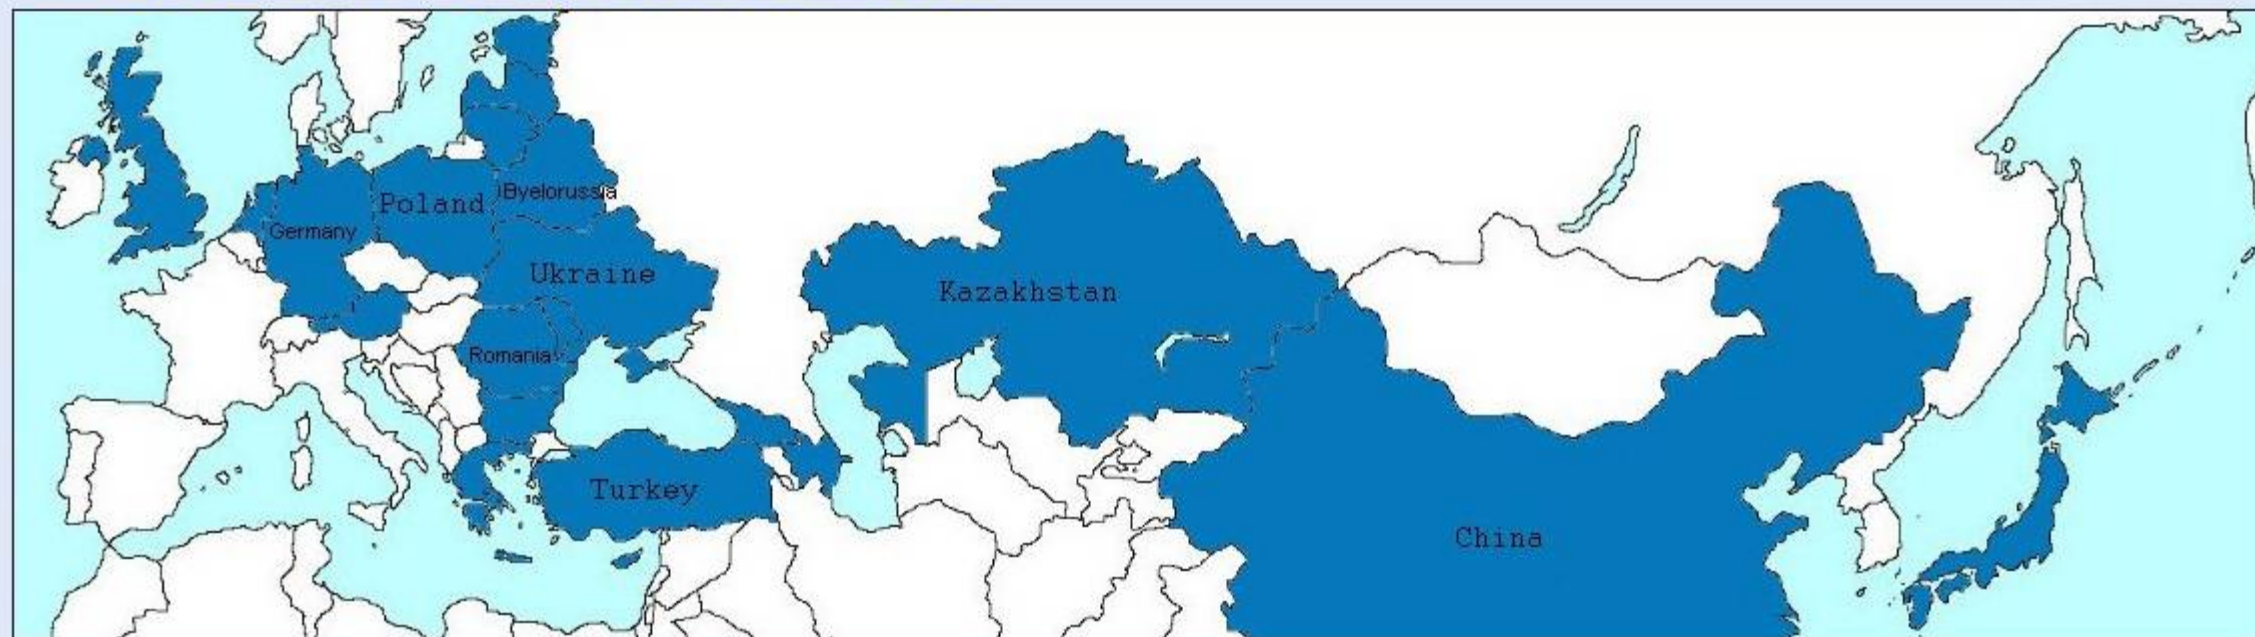 Byelorussia
Poland
Germany
Ukraine
Kazakhstan
Romania
Turkey
China